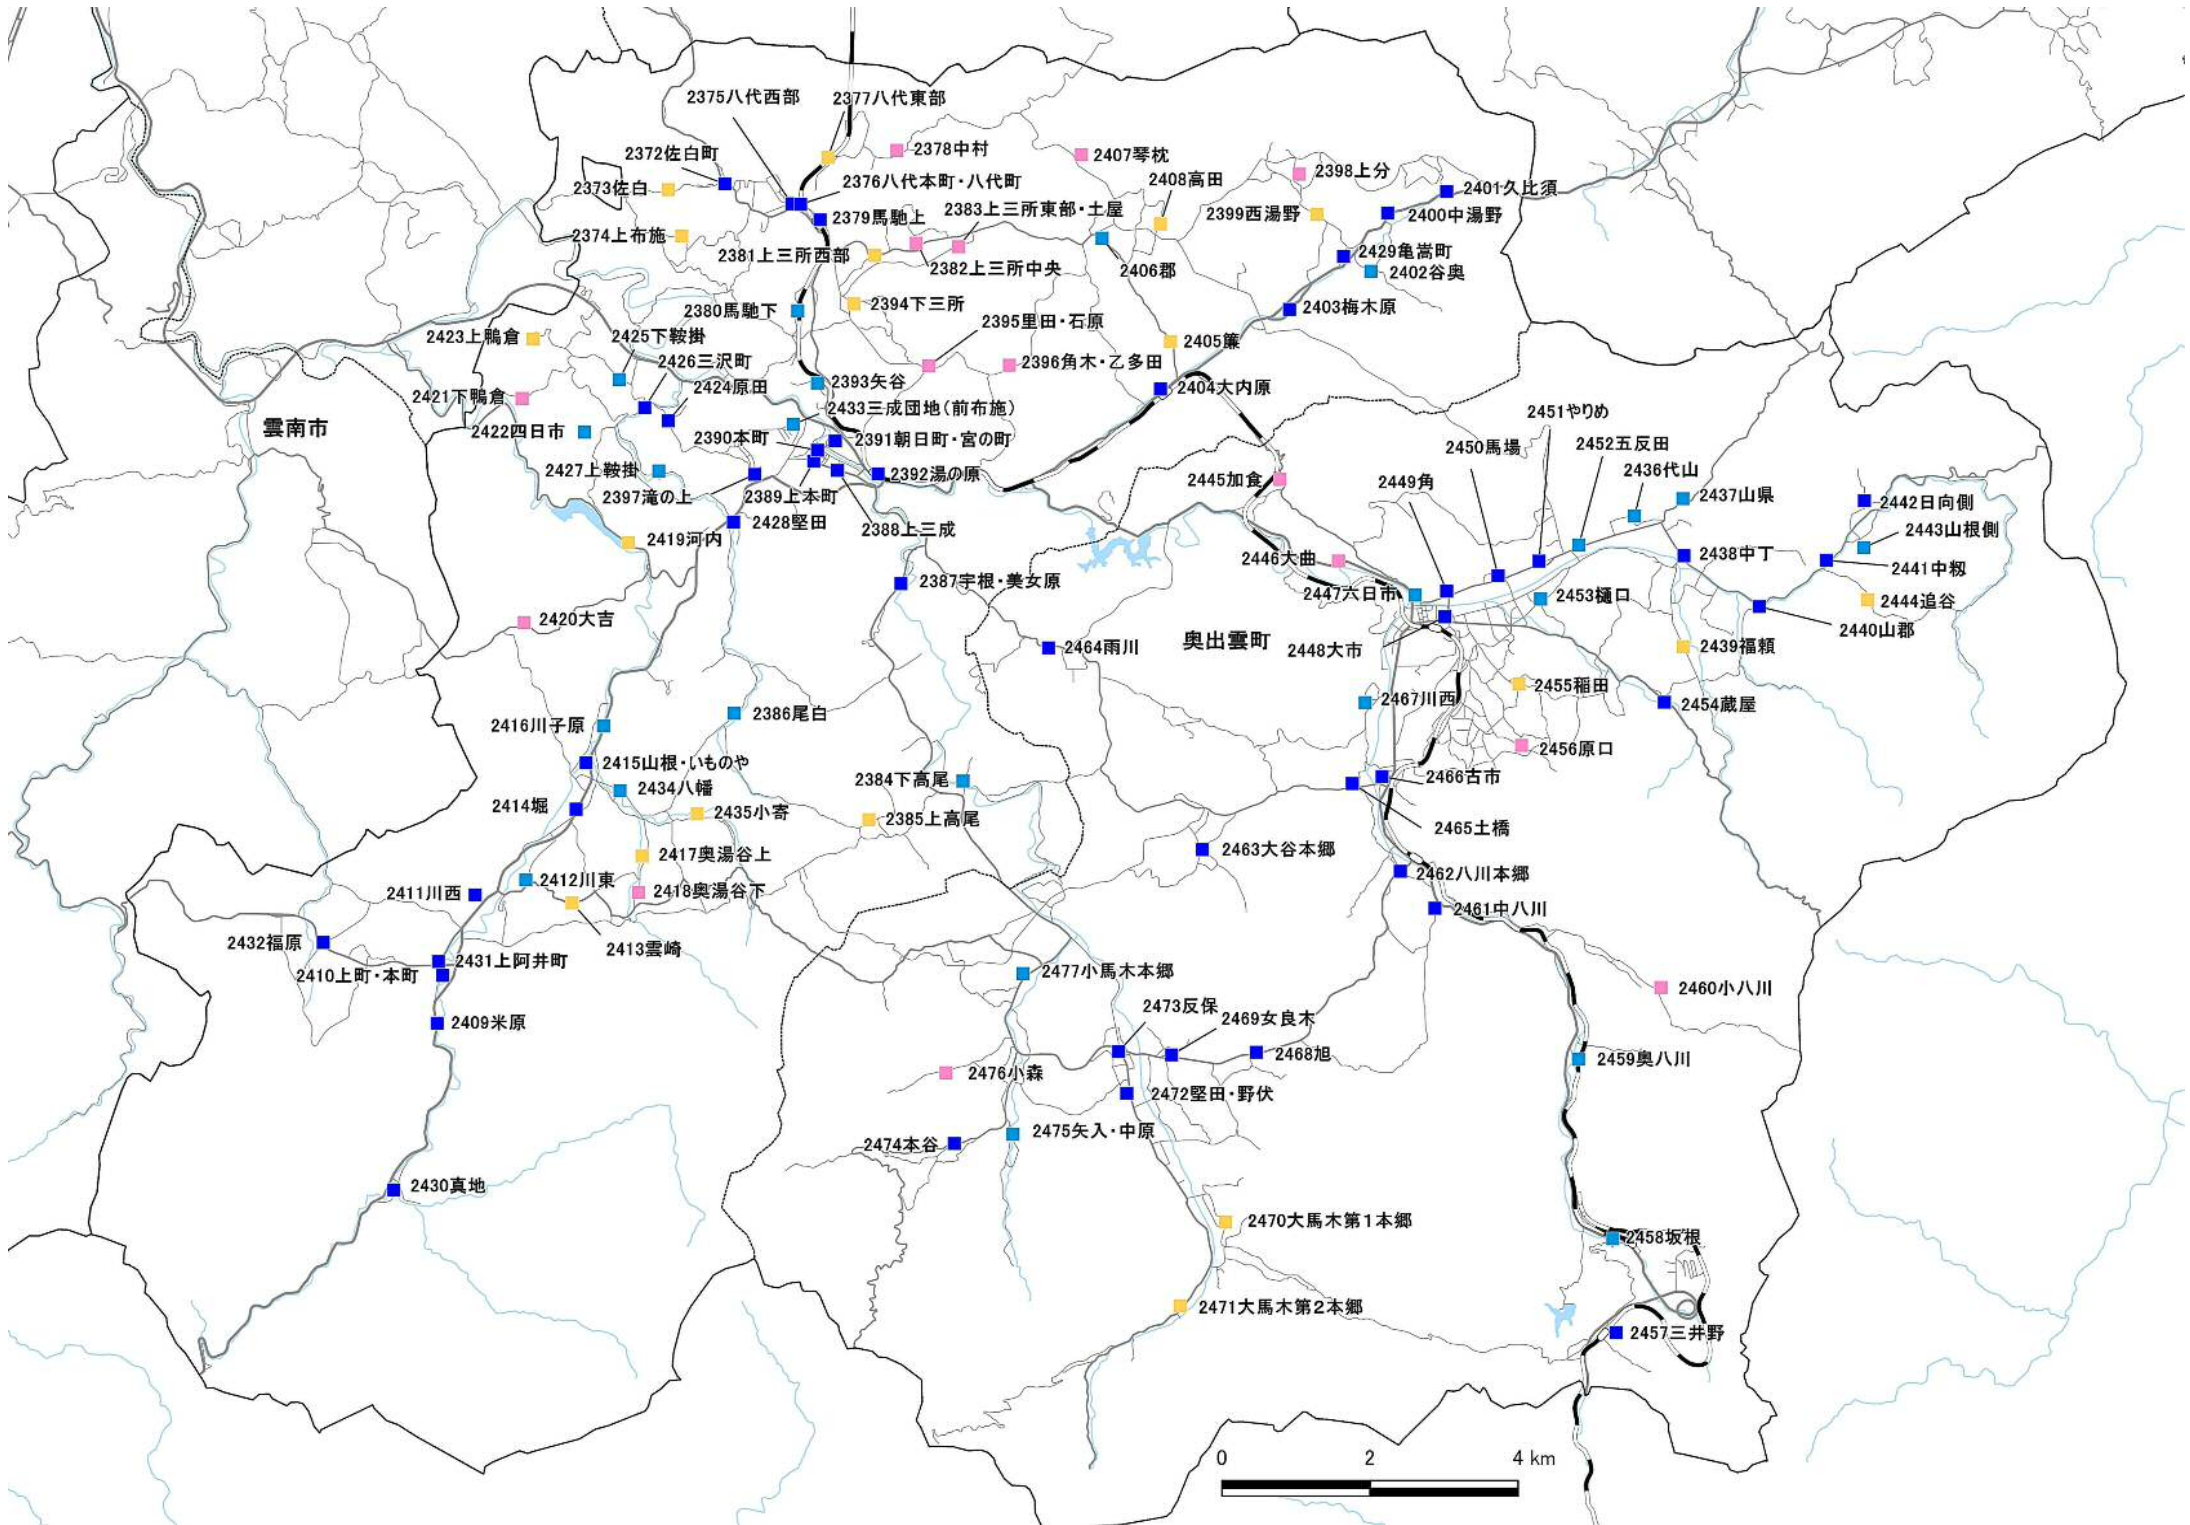 2375八代西部
2377八代東部
2372佐白町
2378中村
2407琴枕
2373佐白
2376八代本町・八代町
2408高田
2398上分
2401久比須
2379馬馳上
2383上三所東部・土屋
2399西湯野
2400中湯野
2374上布施
2381上三所西部
2382上三所中央
2406郡
2429亀嵩町
2402谷奥
2394下三所
2380馬馳下
2403梅木原
2395里田・石原
2423上鴨倉
2425下鞍掛
2405簾
2426三沢町
2396角木・乙多田
2424原田
2393矢谷
2404大内原
2421下鴨倉
2433三成団地(前布施)
2451やりめ
雲南市
2422四日市
2390本町
2391朝日町・宮の町
2450馬場
2452五反田
2427上鞍掛
2436代山
2397滝の上
2389上本町
2392湯の原
2445加食
2449角
2437山県
2442日向側
2428堅田
2388上三成
2443山根側
2419河内
2446大曲
2438中丁
2441中籾
2387宇根・美女原
2447六日市
2453樋口
2444追谷
2420大吉
2440山郡
2464雨川
奥出雲町
2448大市
2439福頼
2455稲田
2467川西
2454蔵屋
2416川子原
2386尾白
2456原口
2415山根・いものや
2384下高尾
2466古市
2434八幡
2414堀
2435小寄
2385上高尾
2465土橋
2417奥湯谷上
2463大谷本郷
2411川西
2412川東
2418奥湯谷下
2462八川本郷
2461中八川
2432福原
2413雲崎
2431上阿井町
2410上町・本町
2477小馬木本郷
2460小八川
2409米原
2473反保
2469女良木
2468旭
2459奥八川
2476小森
2472堅田・野伏
2474本谷
2475矢入・中原
2430真地
2470大馬木第1本郷
2458坂根
2471大馬木第2本郷
2457三井野
0 2 4 km